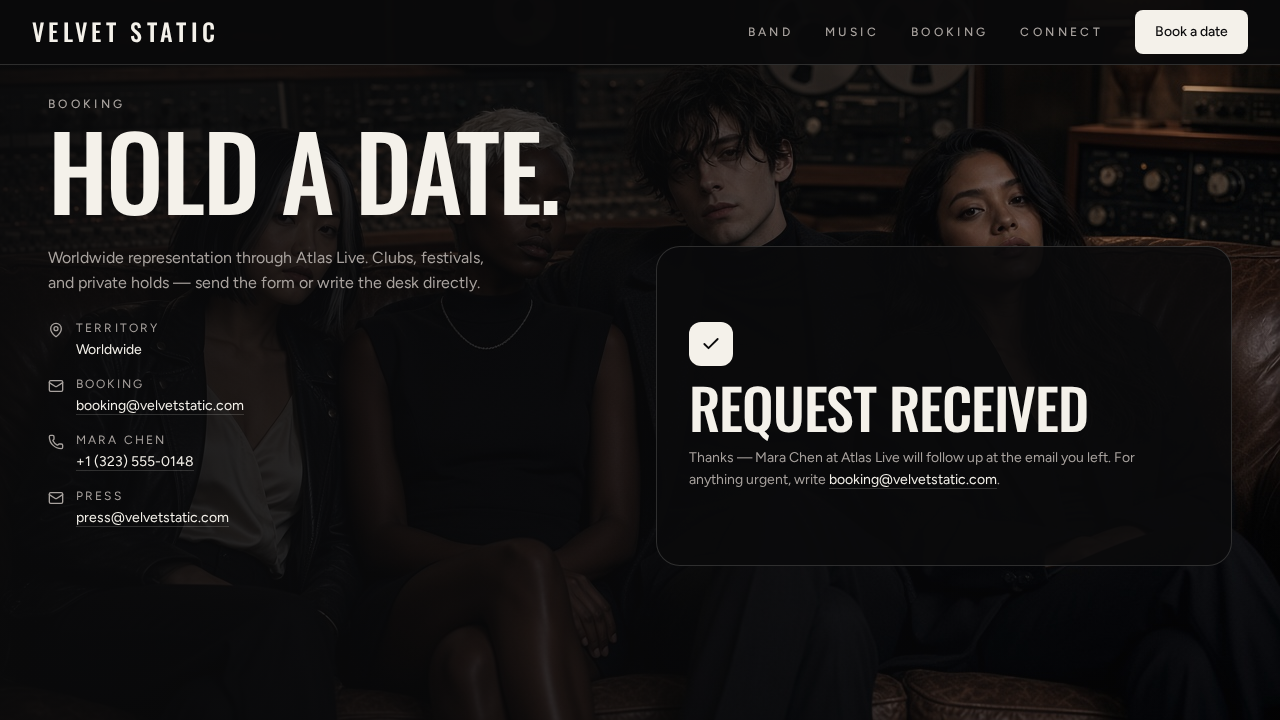 VELVET STATIC
BAND
MUSIC
BOOKING
CONNECT
Book a date
BOOKING
HOLD A DATE.
Worldwide representation through Atlas Live. Clubs, festivals,
and private holds — send the form or write the desk directly.
TERRITORY
Worldwide
BOOKING
booking@velvetstatic.com
MARA CHEN
+1 (323) 555-0148
PRESS
press@velvetstatic.com
REQUEST RECEIVED
Thanks — Mara Chen at Atlas Live will follow up at the email you left. For
anything urgent, write booking@velvetstatic.com.